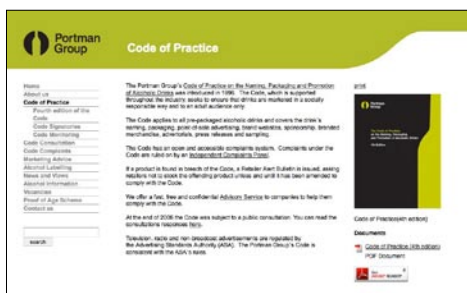 Portman
Group
Code of Practice
Home
About us
Code of Practice
Fourth edition of the
Code
Code Signatories
Code Monitoring
Code Consultation
Code Complaints
Marketing Advice
Alcohol Labelling
News and Views
Alcohol Information
Vacancies
Proof of Age Scheme
Contact us
search
The Portman Group's Code of Practice on the Naming, Packaging and Promotion
of Alcoholic Drinks was introduced in 1996. The Code, which is supported
throughout the industry, seeks to ensure that drinks are marketed in a socially
responsible way and to an adult audience only.
The Code applies to all pre-packaged alcoholic drinks and covers the drink's
naming, packaging, point-of-sale advertising, brand websites, sponsorship, branded
merchandise, advertorials, press releases and sampling.
The Code has an open and accessible complaints system. Complaints under the
Code are ruled on by an Independent Complaints Panel.
If a product is found in breach of the Code, a Retailer Alert Bulletin is issued, asking
retailers not to stock the offending product unless and until it has been amended to
comply with the Code.
We offer a fast, free and confidential Advisory Service to companies to help them
comply with the Code.
At the end of 2006 the Code was subject to a public consultation. You can read the
consultations responses here.
Television, radio and non broadcast advertisements are regulated by
the Advertising Standards Authority (ASA). The Portman Group's Code is
consistent with the ASA's rules.
print
Code of Practice(4th edition)
Documents
Code of Practice (4th edition)
PDF Document